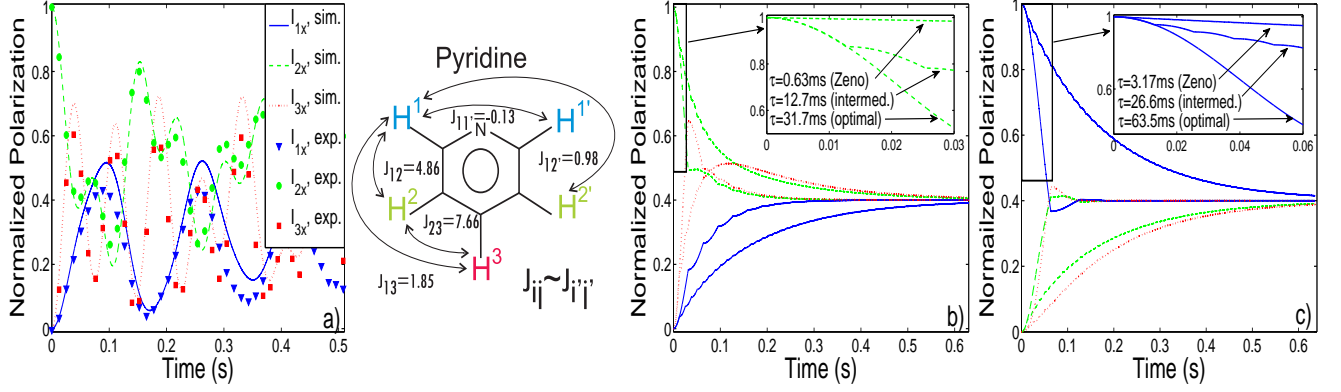 Normalized Polarization
1
0.8
0.6
0.4
0.2
0
0
0.1
0.2
0.3
0.4
0.5
Time (s)
a)
I1x, sim.
I2x, sim.
I3x, sim.
I1x, exp.
I2x, exp.
I3x, exp.
Pyridine
H1
H1'
N
J11'=-0.13
J12'=0.98
J12=4.86
H2
H2'
J23=7.66
H3
J13=1.85
Jij~Ji'j'
Normalized Polarization
1
0.8
0.6
0.4
0.2
0
0
0.1
0.2
0.3
0.4
0.5
0.6
Time (s)
b)
1
0.8
0.6
0
0.01
0.02
0.03
τ=0.63ms (Zeno)
τ=12.7ms (intermed.)
τ=31.7ms (optimal)
Normailzed Polarization
1
0.8
0.6
0.4
0.2
0
0
0.1
0.2
0.3
0.4
0.5
0.6
Time (s)
c)
1
0.8
0.6
0
0.02
0.04
0.06
τ=3.17ms (Zeno)
τ=26.6ms (intermed.)
τ=63.5ms (optimal)